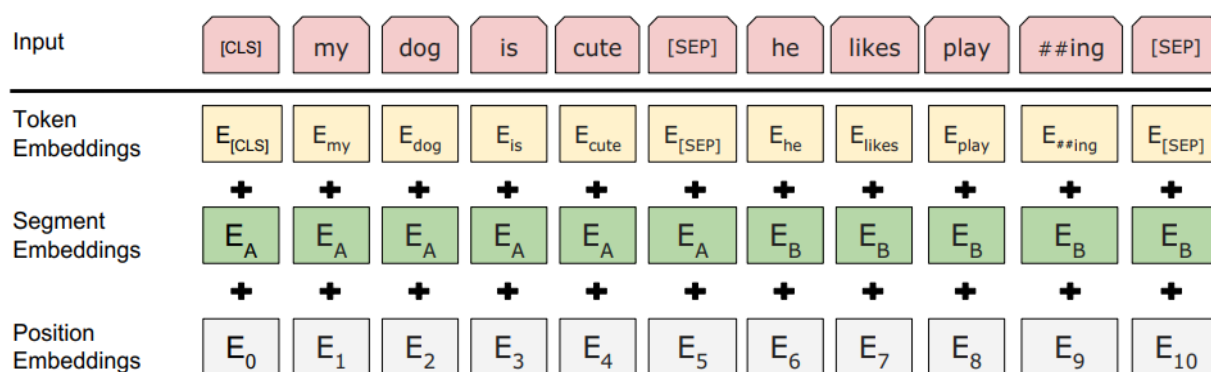 Input [CLS] my dog is cute [SEP] he likes play ##ing [SEP]
Token
Embeddings E[CLS] Emy Edog Eis Ecute E[SEP] Ehe Elikes Eplay E##ing E[SEP]
+ + + + + + + + + + +
Segment
Embeddings EA EA EA EA EA EA EB EB EB EB EB
+ + + + + + + + + + +
Position
Embeddings E0 E1 E2 E3 E4 E5 E6 E7 E8 E9 E10